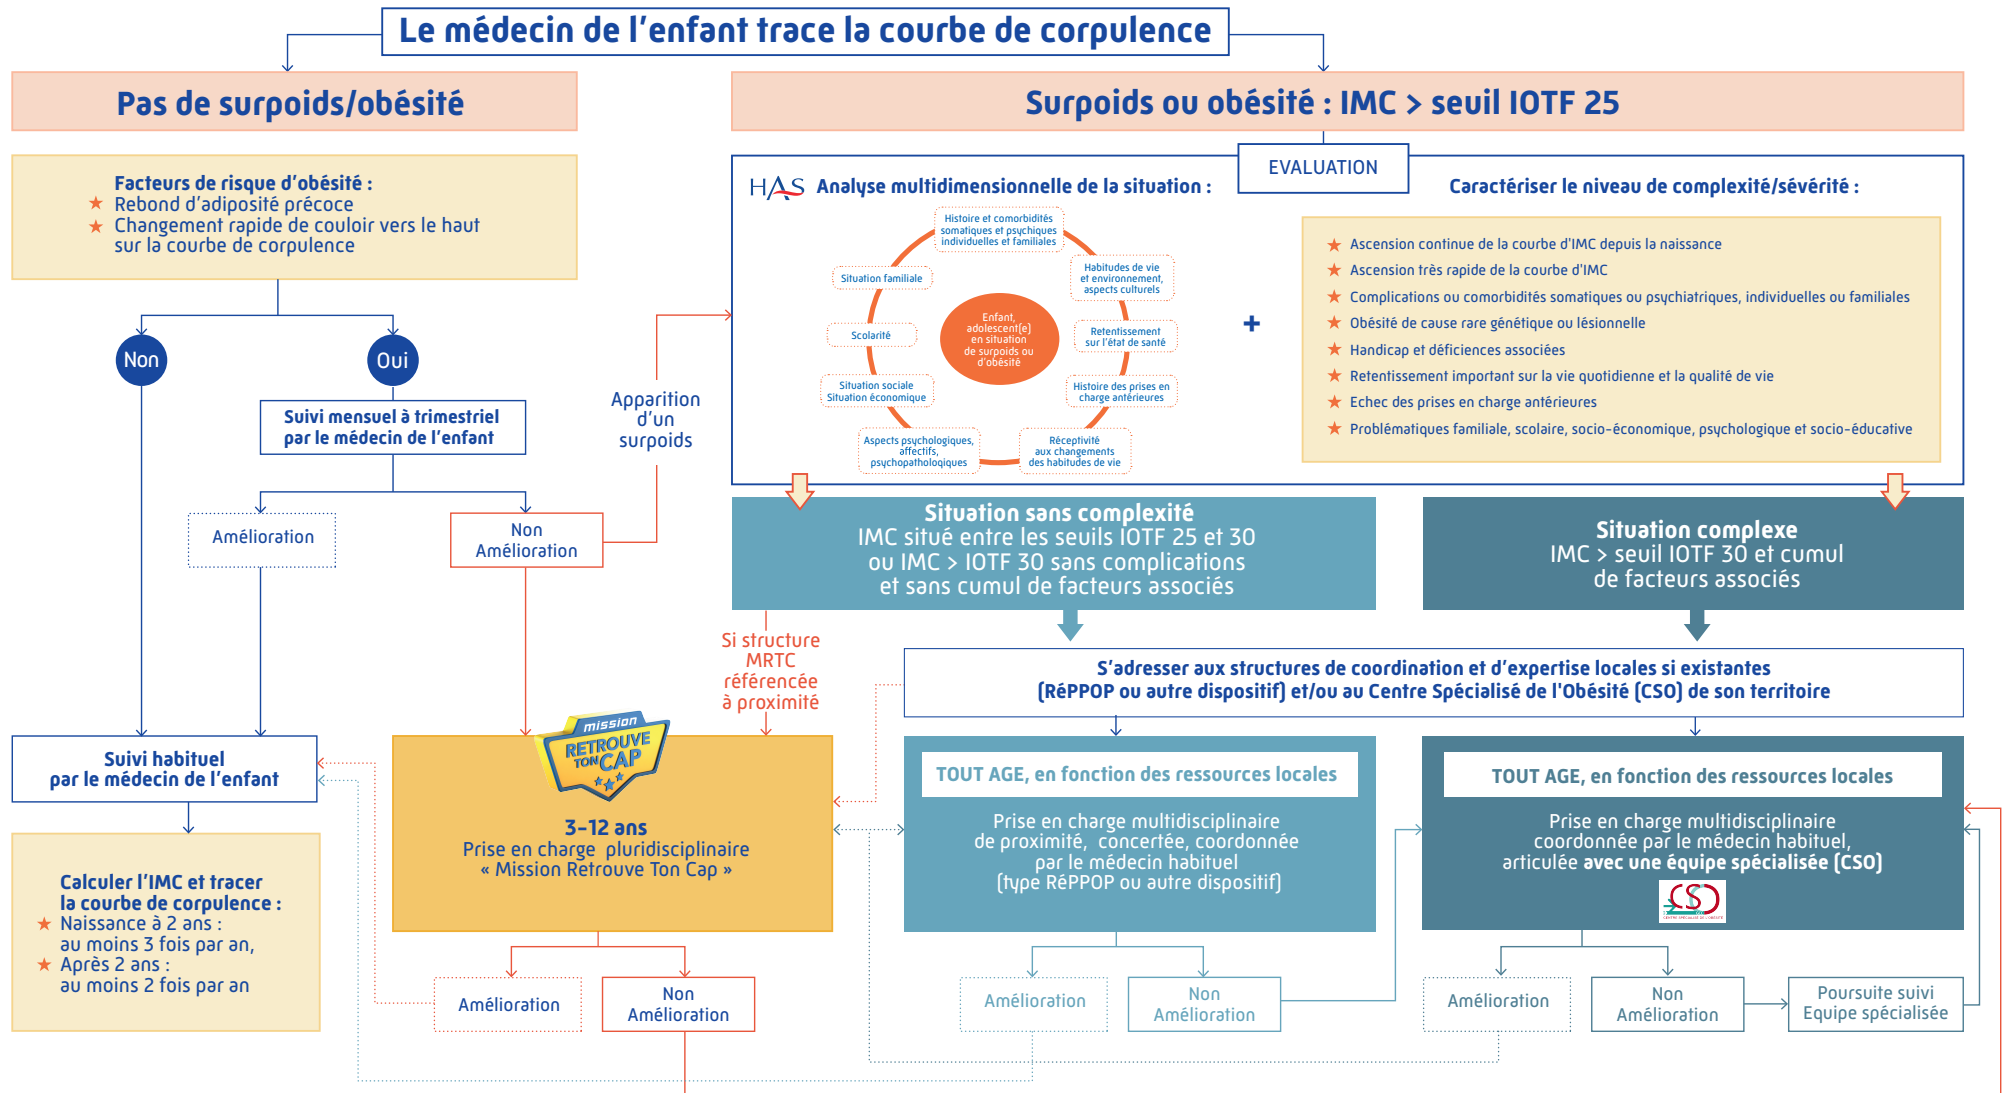 Le médecin de l'enfant trace la courbe de corpulence
Pas de surpoids/obésité
Facteurs de risque d'obésité :
Rebond d'adiposité précoce
Changement rapide de couloir vers le haut
sur la courbe de corpulence
Non
Oui
Suivi mensuel à trimestriel
par le médecin de l'enfant
Amélioration
Non
Amélioration
Apparition
d'un
surpoids
Surpoids ou obésité : IMC > seuil IOTF 25
EVALUATION
HAS Analyse multidimensionnelle de la situation :
Histoire et comorbidités
somatiques et psychiques
individuelles et familiales
Habitudes de vie
et environnement,
aspects culturels
Retentissement
sur l'état de santé
Histoire des prises en
charge antérieures
Réceptivité
aux changements
des habitudes de vie
Aspects psychologiques,
affectifs,
psychopathologiques
Situation sociale
Situation économique
Scolarité
Situation familiale
Enfant,
adolescent(e)
en situation
de surpoids ou
d'obésité
+
Caractériser le niveau de complexité/sévérité :
Ascension continue de la courbe d'IMC depuis la naissance
Ascension très rapide de la courbe d'IMC
Complications ou comorbidités somatiques ou psychiatriques, individuelles ou familiales
Obésité de cause rare génétique ou lésionnelle
Handicap et déficiences associées
Retentissement important sur la vie quotidienne et la qualité de vie
Echec des prises en charge antérieures
Problématiques familiale, scolaire, socio-économique, psychologique et socio-éducative
Situation sans complexité
IMC situé entre les seuils IOTF 25 et 30
ou IMC > IOTF 30 sans complications
et sans cumul de facteurs associés
Situation complexe
IMC > seuil IOTF 30 et cumul
de facteurs associés
Si structure
MRTC
référencée
à proximité
S'adresser aux structures de coordination et d'expertise locales si existantes
(RéPPOP ou autre dispositif) et/ou au Centre Spécialisé de l'Obésité (CSO) de son territoire
Suivi habituel
par le médecin de l'enfant
Calculer l'IMC et tracer
la courbe de corpulence :
Naissance à 2 ans :
au moins 3 fois par an,
Après 2 ans :
au moins 2 fois par an
mission
RETROUVE
TON CAP
3-12 ans
Prise en charge pluridisciplinaire
« Mission Retrouve Ton Cap »
Amélioration
Non
Amélioration
TOUT AGE, en fonction des ressources locales
Prise en charge multidisciplinaire
de proximité, concertée, coordonnée
par le médecin habituel
(type RéPPOP ou autre dispositif)
Amélioration
Non
Amélioration
TOUT AGE, en fonction des ressources locales
Prise en charge multidisciplinaire
coordonnée par le médecin habituel,
articulée avec une équipe spécialisée (CSO)
CSO
CENTRE SPÉCIALISÉ DE L'OBÉSITÉ
Amélioration
Non
Amélioration
Poursuite suivi
Equipe spécialisée